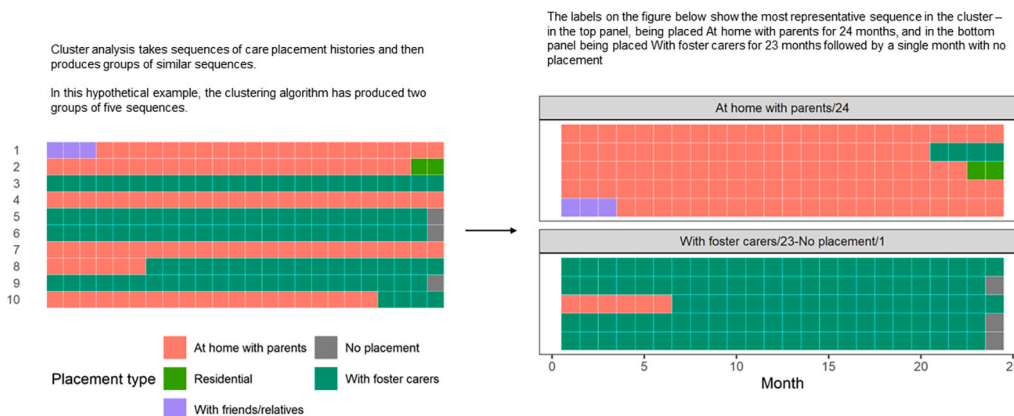 Cluster analysis takes sequences of care placement histories and then
produces groups of similar sequences.
In this hypothetical example, the clustering algorithm has produced two
groups of five sequences.
1
2
3
4
5
6
7
8
9
10
Placement type
At home with parents
Residential
With friends/relatives
No placement
With foster carers
The labels on the figure below show the most representative sequence in the cluster –
in the top panel, being placed At home with parents for 24 months, and in the bottom
panel being placed With foster carers for 23 months followed by a single month with no
placement
At home with parents/24
With foster carers/23-No placement/1
0 5 10 15 20 25
Month